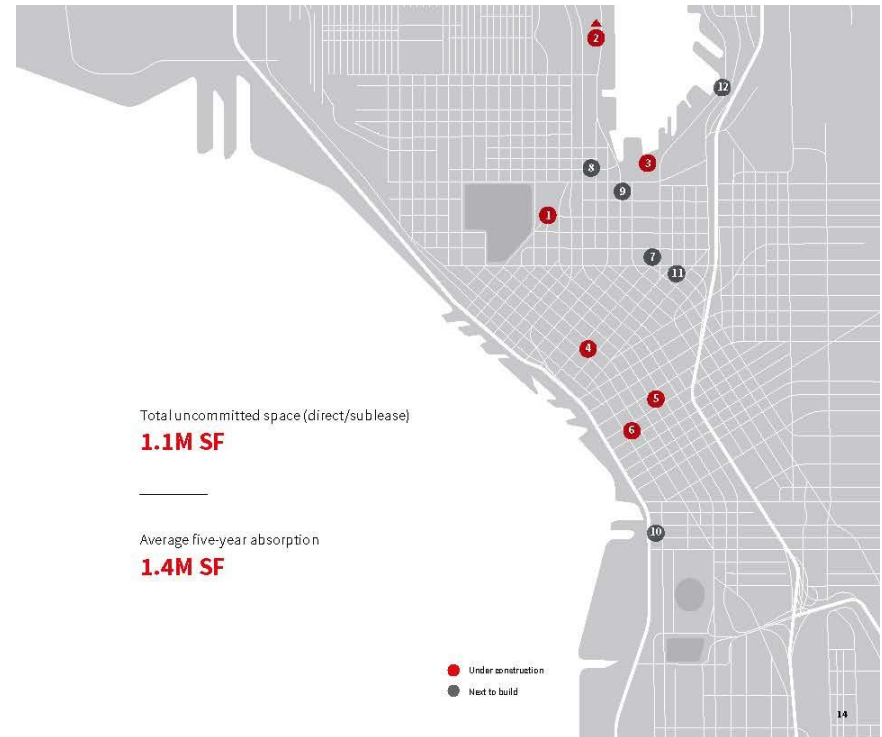 2
12
3
8
9
1
7
11
4
5
6
Total uncommitted space (direct/sublease)
1.1M SF
Average five-year absorption
1.4M SF
10
Under construction
Next to build
14